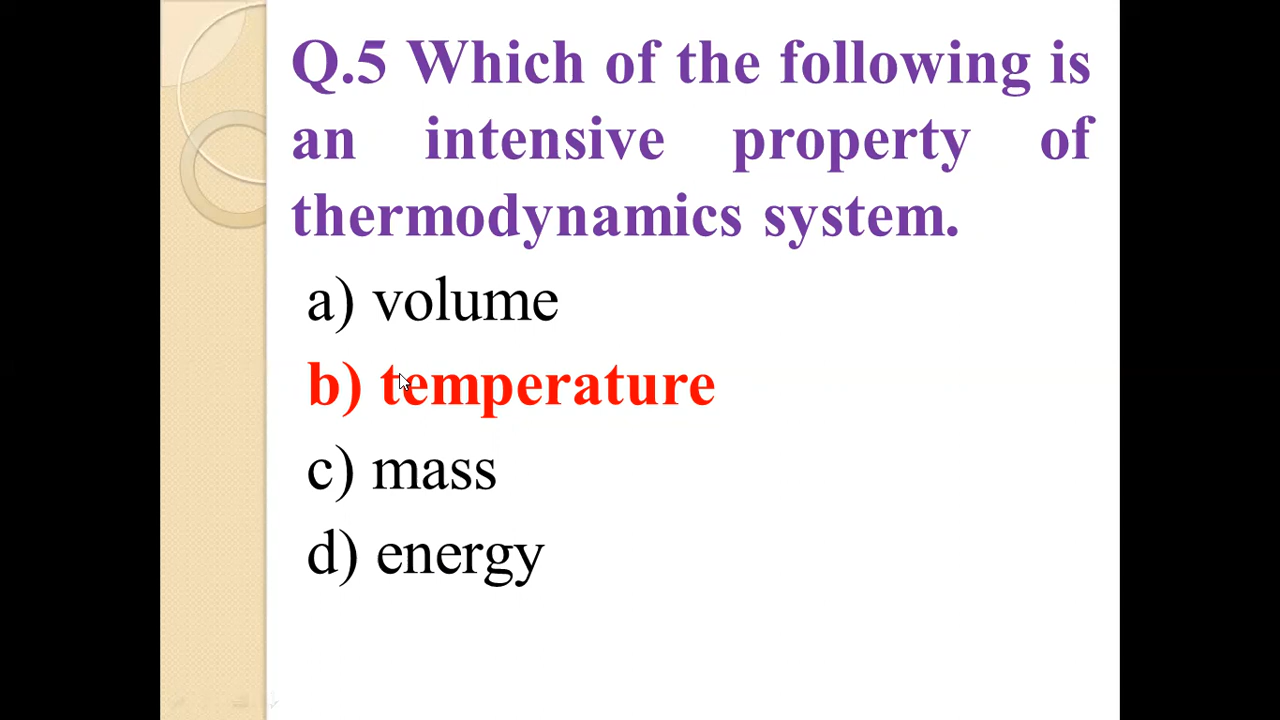 Q.5 Which of the following is
an intensive property of
thermodynamics system.
a) volume
b) temperature
c) mass
d) energy